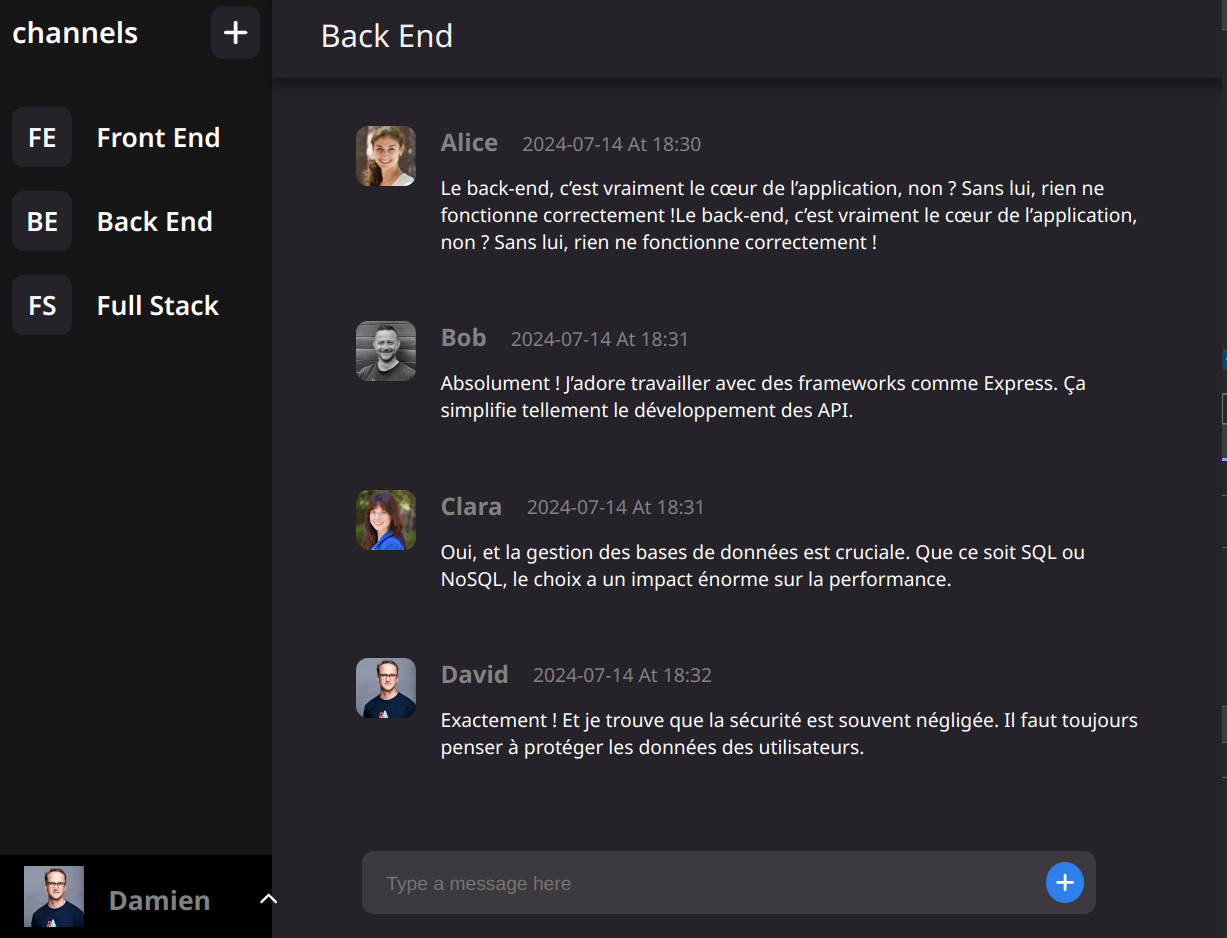 channels
Back End
FE Front End
BE Back End
FS Full Stack
Alice 2024-07-14 At 18:30
Le back-end, c’est vraiment le cœur de l’application, non ? Sans lui, rien ne
fonctionne correctement !Le back-end, c’est vraiment le cœur de l’application,
non ? Sans lui, rien ne fonctionne correctement !
Bob 2024-07-14 At 18:31
Absolument ! J’adore travailler avec des frameworks comme Express. Ça
simplifie tellement le développement des API.
Clara 2024-07-14 At 18:31
Oui, et la gestion des bases de données est cruciale. Que ce soit SQL ou
NoSQL, le choix a un impact énorme sur la performance.
David 2024-07-14 At 18:32
Exactement ! Et je trouve que la sécurité est souvent négligée. Il faut toujours
penser à protéger les données des utilisateurs.
Type a message here
Damien